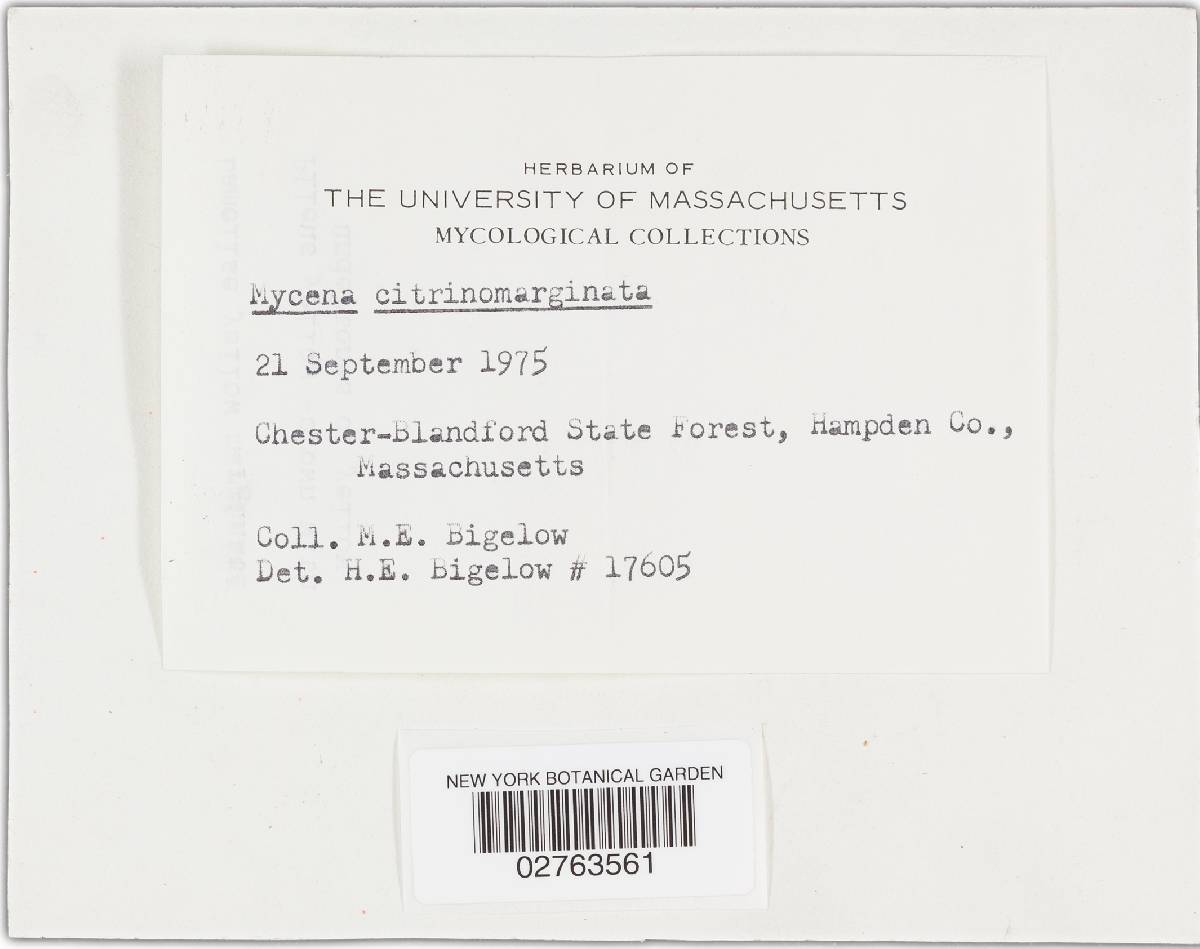 HERBARIUM OF
THE UNIVERSITY OF MASSACHUSETTS
MYCOLOGICAL COLLECTIONS
Mycena citrinomarginata
21 September 1975
Chester-Blandford State Forest, Hampden Co.,
Massachusetts
Coll. M.E. Bigelow
Det. H.E. Bigelow # 17605
NEW YORK BOTANICAL GARDEN
02763561